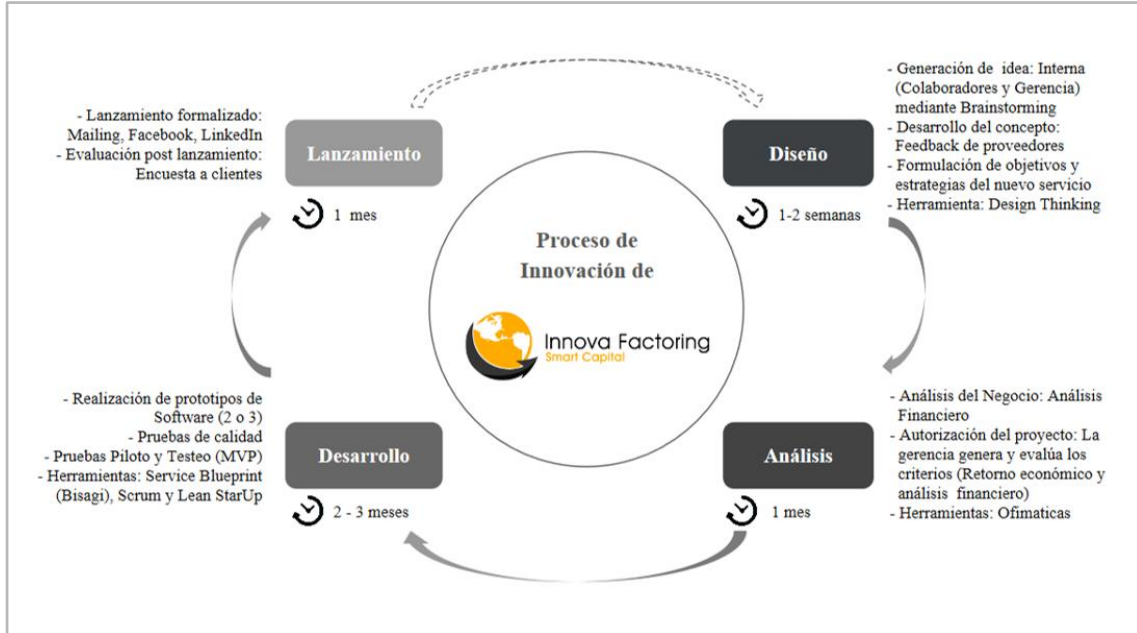 - Lanzamiento formalizado:
Mailing, Facebook, LinkedIn
- Evaluación post lanzamiento:
Encuesta a clientes
Lanzamiento
1 mes
Diseño
1-2 semanas
- Generación de idea: Interna
(Colaboradores y Gerencia)
mediante Brainstorming
- Desarrollo del concepto:
Feedback de proveedores
- Formulación de objetivos y
estrategias del nuevo servicio
- Herramienta: Design Thinking
Proceso de
Innovación de
Innova Factoring
Smart Capital
- Realización de prototipos de
Software (2 o 3)
- Pruebas de calidad
- Pruebas Piloto y Testeo (MVP)
- Herramientas: Service Blueprint
(Bisagi), Scrum y Lean StarUp
Desarrollo
2 - 3 meses
Análisis
1 mes
- Análisis del Negocio: Análisis
Financiero
- Autorización del proyecto: La
gerencia genera y evalúa los
criterios (Retorno económico y
análisis financiero)
- Herramientas: Ofimaticas